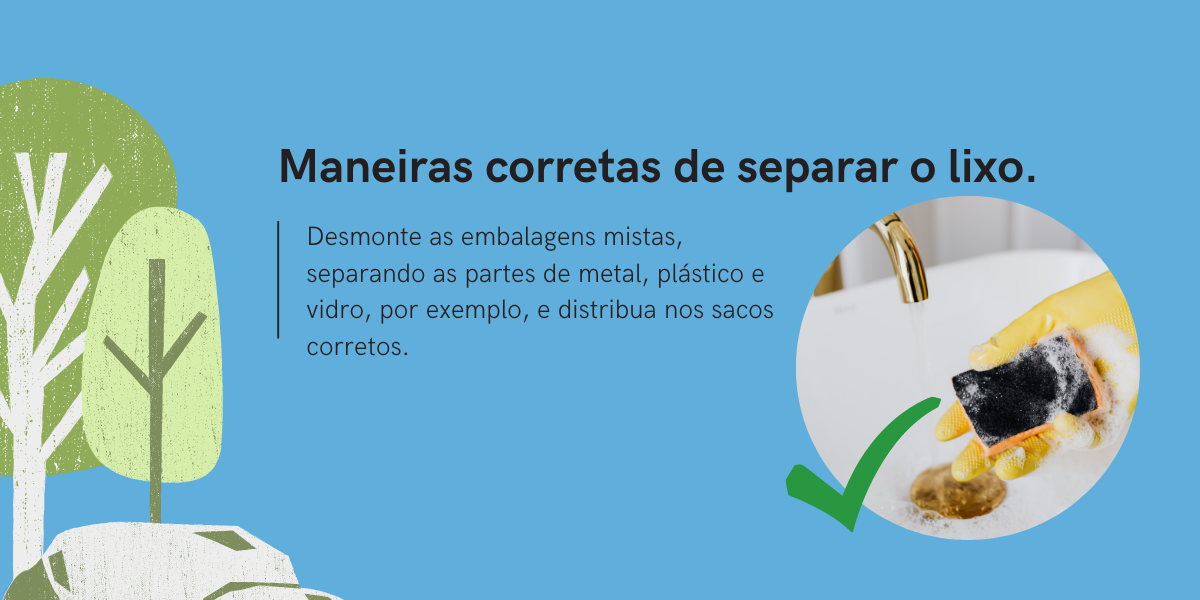 Maneiras corretas de separar o lixo.
Desmonte as embalagens mistas,
separando as partes de metal, plástico e
vidro, por exemplo, e distribua nos sacos
corretos.